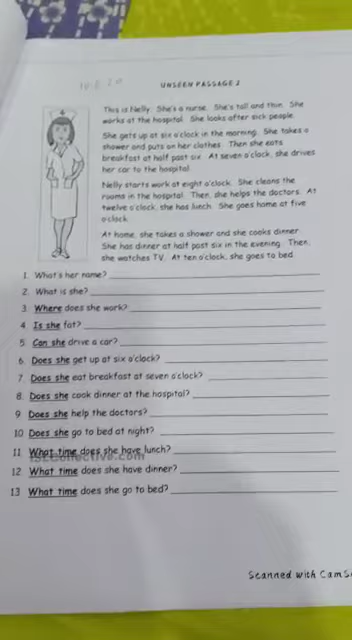 UNSEEN PASSAGE 2
This is Nelly. She's a nurse. She's tall and thin. She
works at the hospital. She looks after sick people.
She gets up at six o'clock in the morning. She takes a
shower and puts on her clothes. Then she eats
breakfast at half past six. At seven o'clock, she drives
her car to the hospital.
Nelly starts work at eight o'clock. She cleans the
rooms in the hospital. Then, she helps the doctors. At
twelve o'clock, she has lunch. She goes home at five
o'clock.
At home, she takes a shower and she cooks dinner.
She has dinner at half past six in the evening. Then,
she watches TV. At ten o'clock, she goes to bed.
1. What's her name?
2. What is she?
3. Where does she work?
4. Is she fat?
5. Can she drive a car?
6. Does she get up at six o'clock?
7. Does she eat breakfast at seven o'clock?
8. Does she cook dinner at the hospital?
9. Does she help the doctors?
10. Does she go to bed at night?
11. What time does she have lunch?
iSLCollective.com
12. What time does she have dinner?
13. What time does she go to bed?
Scanned with CamS